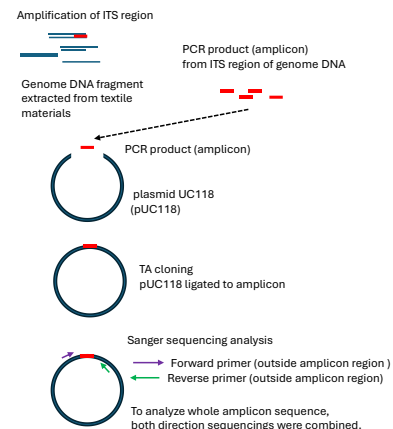 Amplification of ITS region
PCR product (amplicon)
from ITS region of genome DNA
Genome DNA fragment
extracted from textile
materials
PCR product (amplicon)
plasmid UC118
(pUC118)
TA cloning
pUC118 ligated to amplicon
Sanger sequencing analysis
Forward primer (outside amplicon region )
Reverse primer (outside amplicon region)
To analyze whole amplicon sequence,
both direction sequencings were combined.